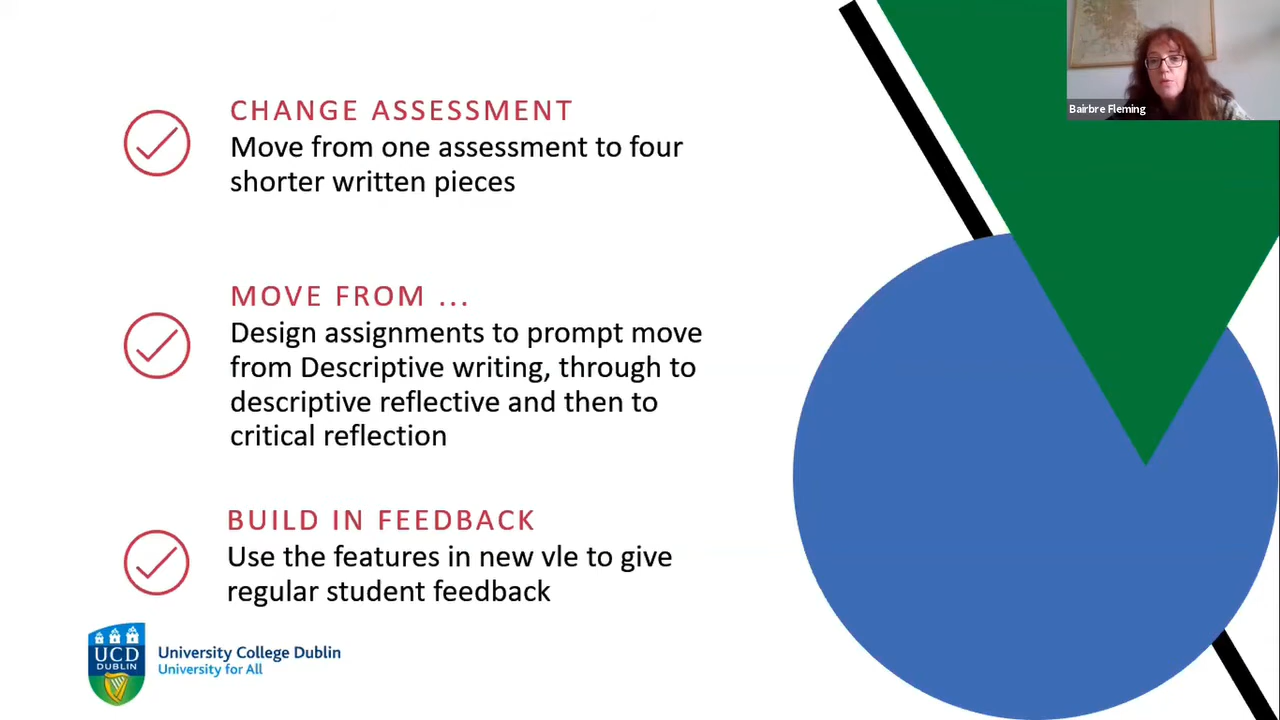 CHANGE ASSESSMENT
Move from one assessment to four
shorter written pieces
MOVE FROM ...
Design assignments to prompt move
from Descriptive writing, through to
descriptive reflective and then to
critical reflection
BUILD IN FEEDBACK
Use the features in new vle to give
regular student feedback
UCD
DUBLIN
University College Dublin
University for All
Bairbre Fleming